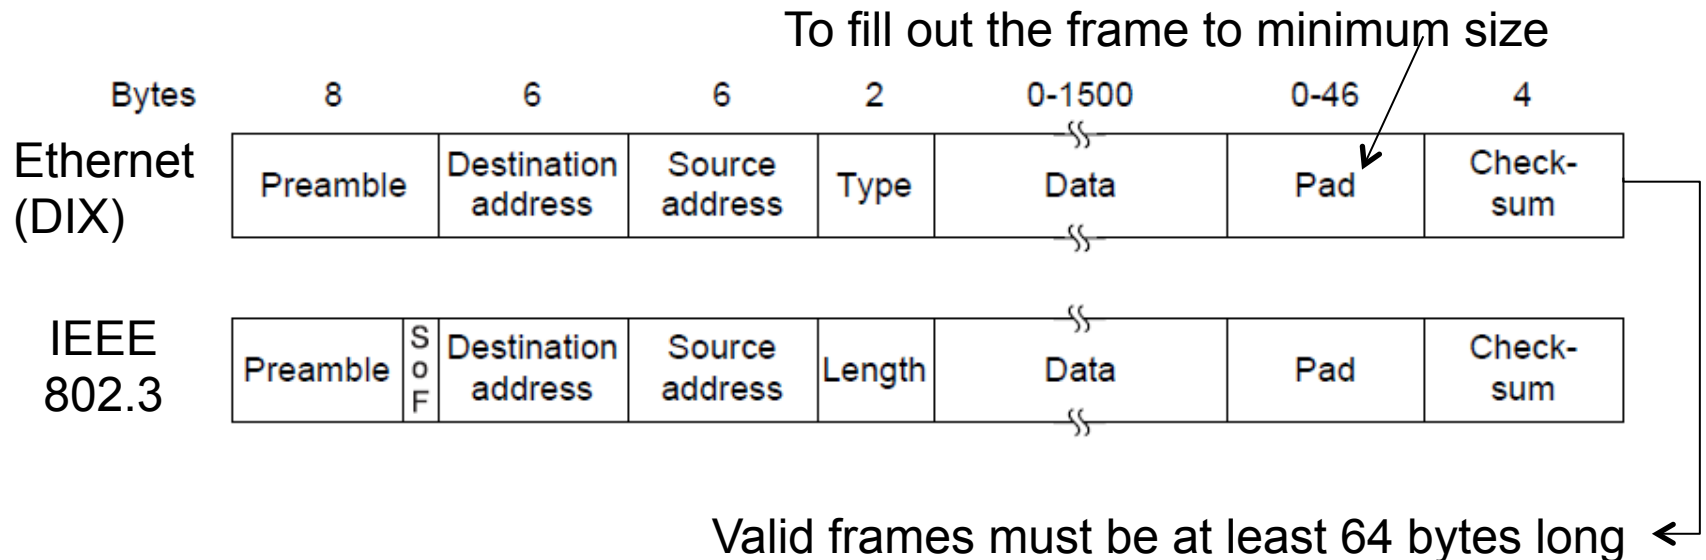 To fill out the frame to minimum size
Bytes 8 6 6 2 0-1500 0-46 4
Ethernet
(DIX)
Preamble
Destination
address
Source
address
Type
Data
Pad
Check-
sum
IEEE
802.3
Preamble
S
o
F
Destination
address
Source
address
Length
Data
Pad
Check-
sum
Valid frames must be at least 64 bytes long